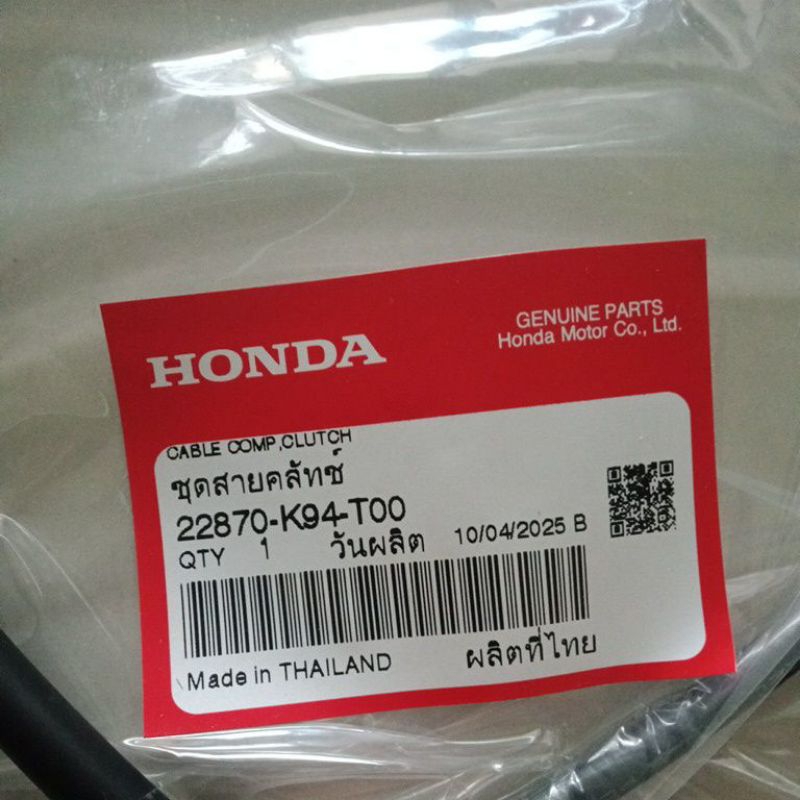 HONDA
GENUINE PARTS
Honda Motor Co., Ltd.
CABLE COMP,CLUTCH
ชุดสายคลัทช์
22870-K94-T00
QTY 1 วันผลิต 10/04/2025 B
Made in THAILAND ผลิตที่ไทย